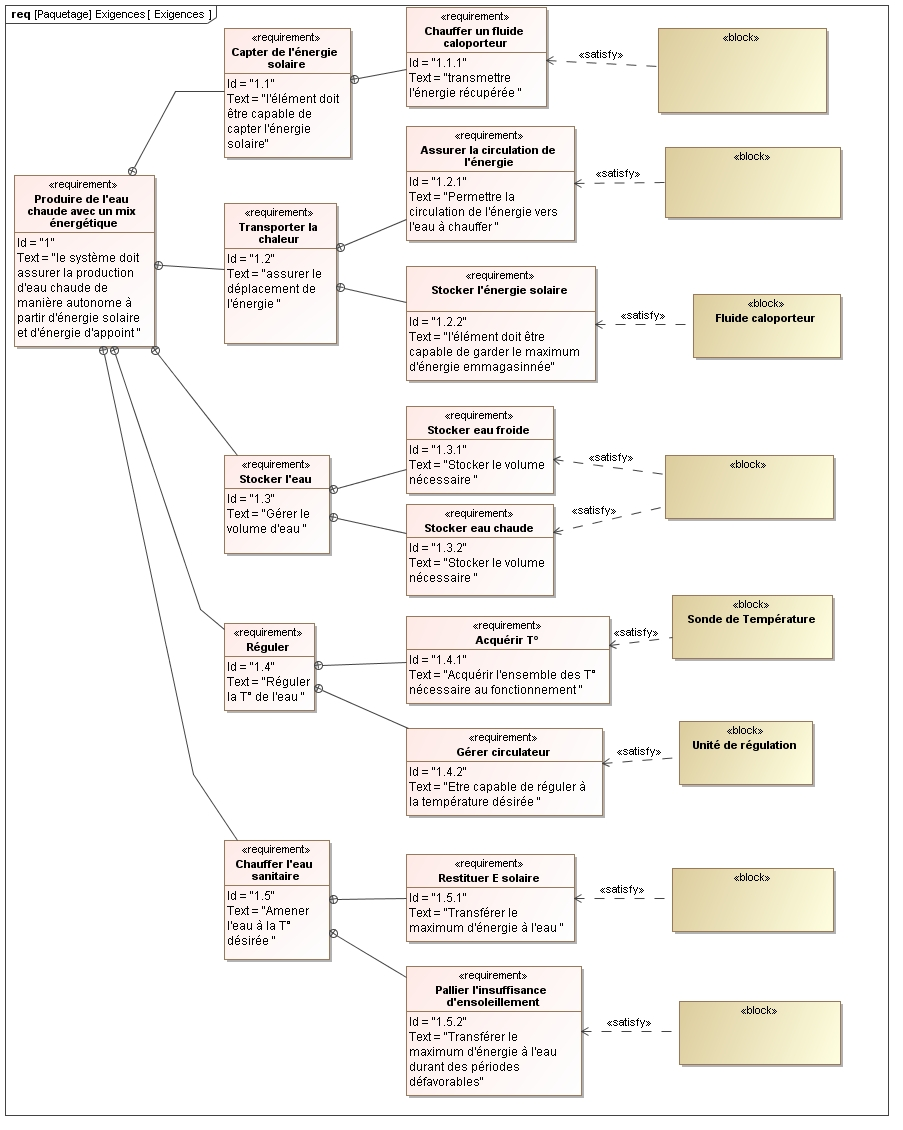 req [Paquetage] Exigences [ Exigences ]
«requirement»
Produire de l'eau
chaude avec un mix
énergétique
Id = "1"
Text = "le système doit
assurer la production
d'eau chaude de
manière autonome à
partir d'énergie solaire
et d'énergie d'appoint "
«requirement»
Capter de l'énergie
solaire
Id = "1.1"
Text = "l'élément doit
être capable de
capter l'énergie
solaire"
«requirement»
Chauffer un fluide
caloporteur
Id = "1.1.1"
Text = "transmettre
l'énergie récupérée "
«satisfy»
«block»
«requirement»
Transporter la
chaleur
Id = "1.2"
Text = "assurer le
déplacement de
l'énergie "
«requirement»
Assurer la circulation de
l'énergie
Id = "1.2.1"
Text = "Permettre la
circulation de l'énergie vers
l'eau à chauffer "
«satisfy»
«block»
«requirement»
Stocker l'énergie solaire
Id = "1.2.2"
Text = "l'élément doit être
capable de garder le maximum
d'énergie emmagasinnée"
«satisfy»
«block»
Fluide caloporteur
«requirement»
Stocker l'eau
Id = "1.3"
Text = "Gérer le
volume d'eau "
«requirement»
Stocker eau froide
Id = "1.3.1"
Text = "Stocker le volume
nécessaire "
«satisfy»
«block»
«requirement»
Stocker eau chaude
Id = "1.3.2"
Text = "Stocker le volume
nécessaire "
«satisfy»
«requirement»
Réguler
Id = "1.4"
Text = "Réguler
la T° de l'eau "
«requirement»
Acquérir T°
Id = "1.4.1"
Text = "Acquérir l'ensemble des T°
nécessaire au fonctionnement "
«satisfy»
«block»
Sonde de Température
«requirement»
Gérer circulateur
Id = "1.4.2"
Text = "Etre capable de réguler à
la température désirée "
«satisfy»
«block»
Unité de régulation
«requirement»
Chauffer l'eau
sanitaire
Id = "1.5"
Text = "Amener
l'eau à la T°
désirée "
«requirement»
Restituer E solaire
Id = "1.5.1"
Text = "Transférer le
maximum d'énergie à l'eau "
«satisfy»
«block»
«requirement»
Pallier l'insuffisance
d'ensoleillement
Id = "1.5.2"
Text = "Transférer le
maximum d'énergie à l'eau
durant des périodes
défavorables"
«satisfy»
«block»